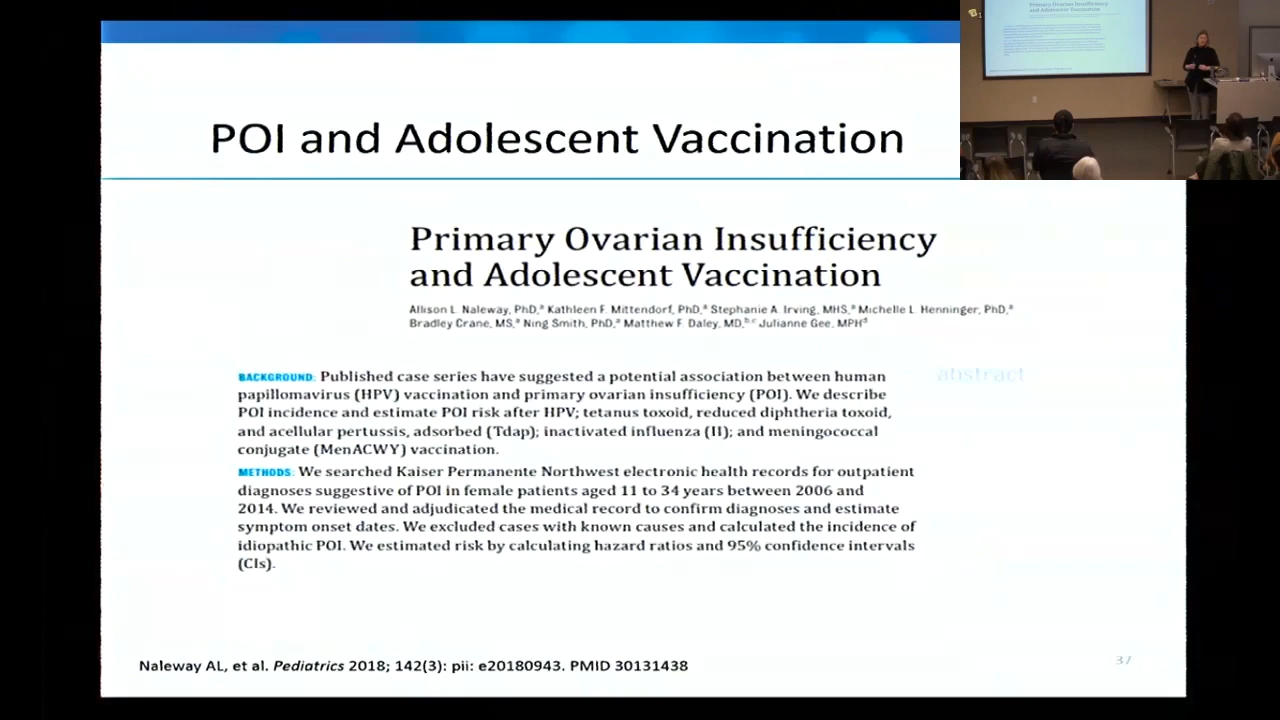 POI and Adolescent Vaccination
Primary Ovarian Insufficiency
and Adolescent Vaccination
Allison L. Naleway, PhD,ª Kathleen F. Mittendorf, PhD,ª Stephanie A. Irving, MHS,ª Michelle L. Henninger, PhD,ª
Bradley Crane, MS,ª Ning Smith, PhD,ª Matthew F. Daley, MD,ᵇ,ᶜ Julianne Gee, MPHᵈ
abstract
BACKGROUND: Published case series have suggested a potential association between human
papillomavirus (HPV) vaccination and primary ovarian insufficiency (POI). We describe
POI incidence and estimate POI risk after HPV; tetanus toxoid, reduced diphtheria toxoid,
and acellular pertussis, adsorbed (Tdap); inactivated influenza (II); and meningococcal
conjugate (MenACWY) vaccination.
METHODS: We searched Kaiser Permanente Northwest electronic health records for outpatient
diagnoses suggestive of POI in female patients aged 11 to 34 years between 2006 and
2014. We reviewed and adjudicated the medical record to confirm diagnoses and estimate
symptom onset dates. We excluded cases with known causes and calculated the incidence of
idiopathic POI. We estimated risk by calculating hazard ratios and 95% confidence intervals
(CIs).
Naleway AL, et al. Pediatrics 2018; 142(3): pii: e20180943. PMID 30131438
37
Primary Ovarian Insufficiency
and Adolescent Vaccination